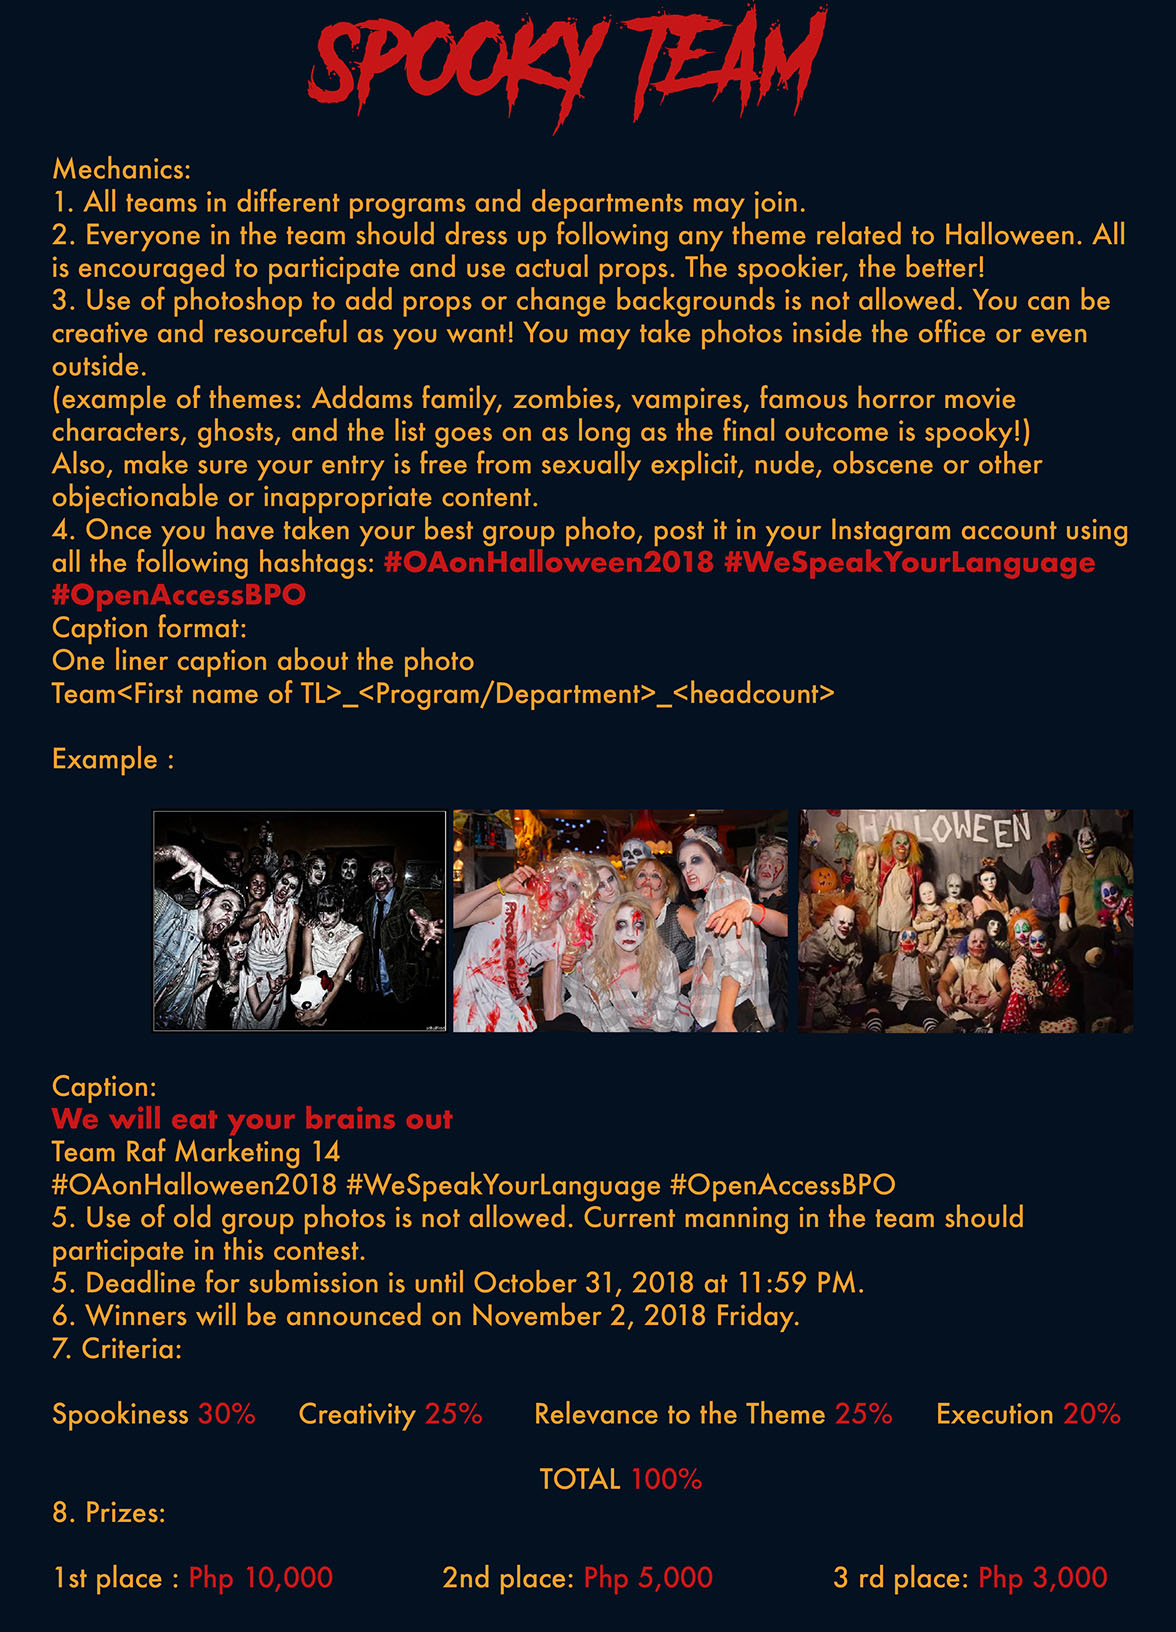 SPOOKY TEAM
Mechanics:
1. All teams in different programs and departments may join.
2. Everyone in the team should dress up following any theme related to Halloween. All
is encouraged to participate and use actual props. The spookier, the better!
3. Use of photoshop to add props or change backgrounds is not allowed. You can be
creative and resourceful as you want! You may take photos inside the office or even
outside.
(example of themes: Addams family, zombies, vampires, famous horror movie
characters, ghosts, and the list goes on as long as the final outcome is spooky!)
Also, make sure your entry is free from sexually explicit, nude, obscene or other
objectionable or inappropriate content.
4. Once you have taken your best group photo, post it in your Instagram account using
all the following hashtags: #OAonHalloween2018 #WeSpeakYourLanguage
#OpenAccessBPO
Caption format:
One liner caption about the photo
Team<First name of TL>_<Program/Department>_<headcount>
Example :
HALLOWEEN
Caption:
We will eat your brains out
Team Raf Marketing 14
#OAonHalloween2018 #WeSpeakYourLanguage #OpenAccessBPO
5. Use of old group photos is not allowed. Current manning in the team should
participate in this contest.
5. Deadline for submission is until October 31, 2018 at 11:59 PM.
6. Winners will be announced on November 2, 2018 Friday.
7. Criteria:
Spookiness 30% Creativity 25% Relevance to the Theme 25% Execution 20%
TOTAL 100%
8. Prizes:
1st place : Php 10,000 2nd place: Php 5,000 3 rd place: Php 3,000